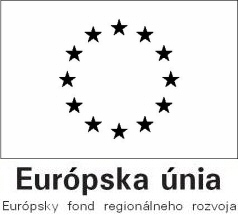 Európska únia
Európsky fond regionálneho rozvoja